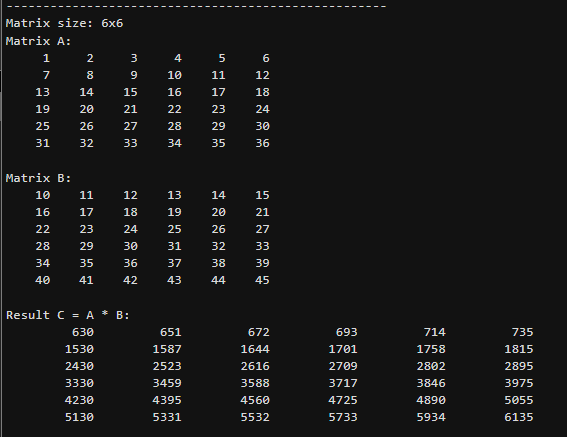 --------------------------------------------------
Matrix size: 6x6
Matrix A:
1 2 3 4 5 6
7 8 9 10 11 12
13 14 15 16 17 18
19 20 21 22 23 24
25 26 27 28 29 30
31 32 33 34 35 36
Matrix B:
10 11 12 13 14 15
16 17 18 19 20 21
22 23 24 25 26 27
28 29 30 31 32 33
34 35 36 37 38 39
40 41 42 43 44 45
Result C = A * B:
630 651 672 693 714 735
1530 1587 1644 1701 1758 1815
2430 2523 2616 2709 2802 2895
3330 3459 3588 3717 3846 3975
4230 4395 4560 4725 4890 5055
5130 5331 5532 5733 5934 6135